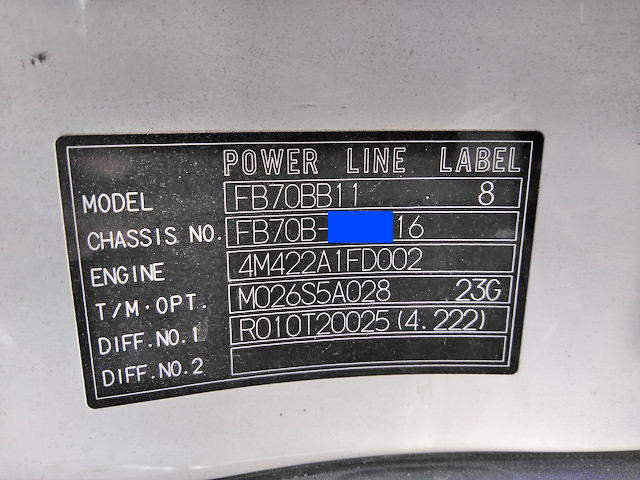 POWER LINE LABEL
MODEL FB70BB11 8
CHASSIS NO. FB70B- 16
ENGINE 4M422A1FD002
T/M·OPT. M026S5A028 23G
DIFF.NO.1 R010T20025(4.222)
DIFF.NO.2